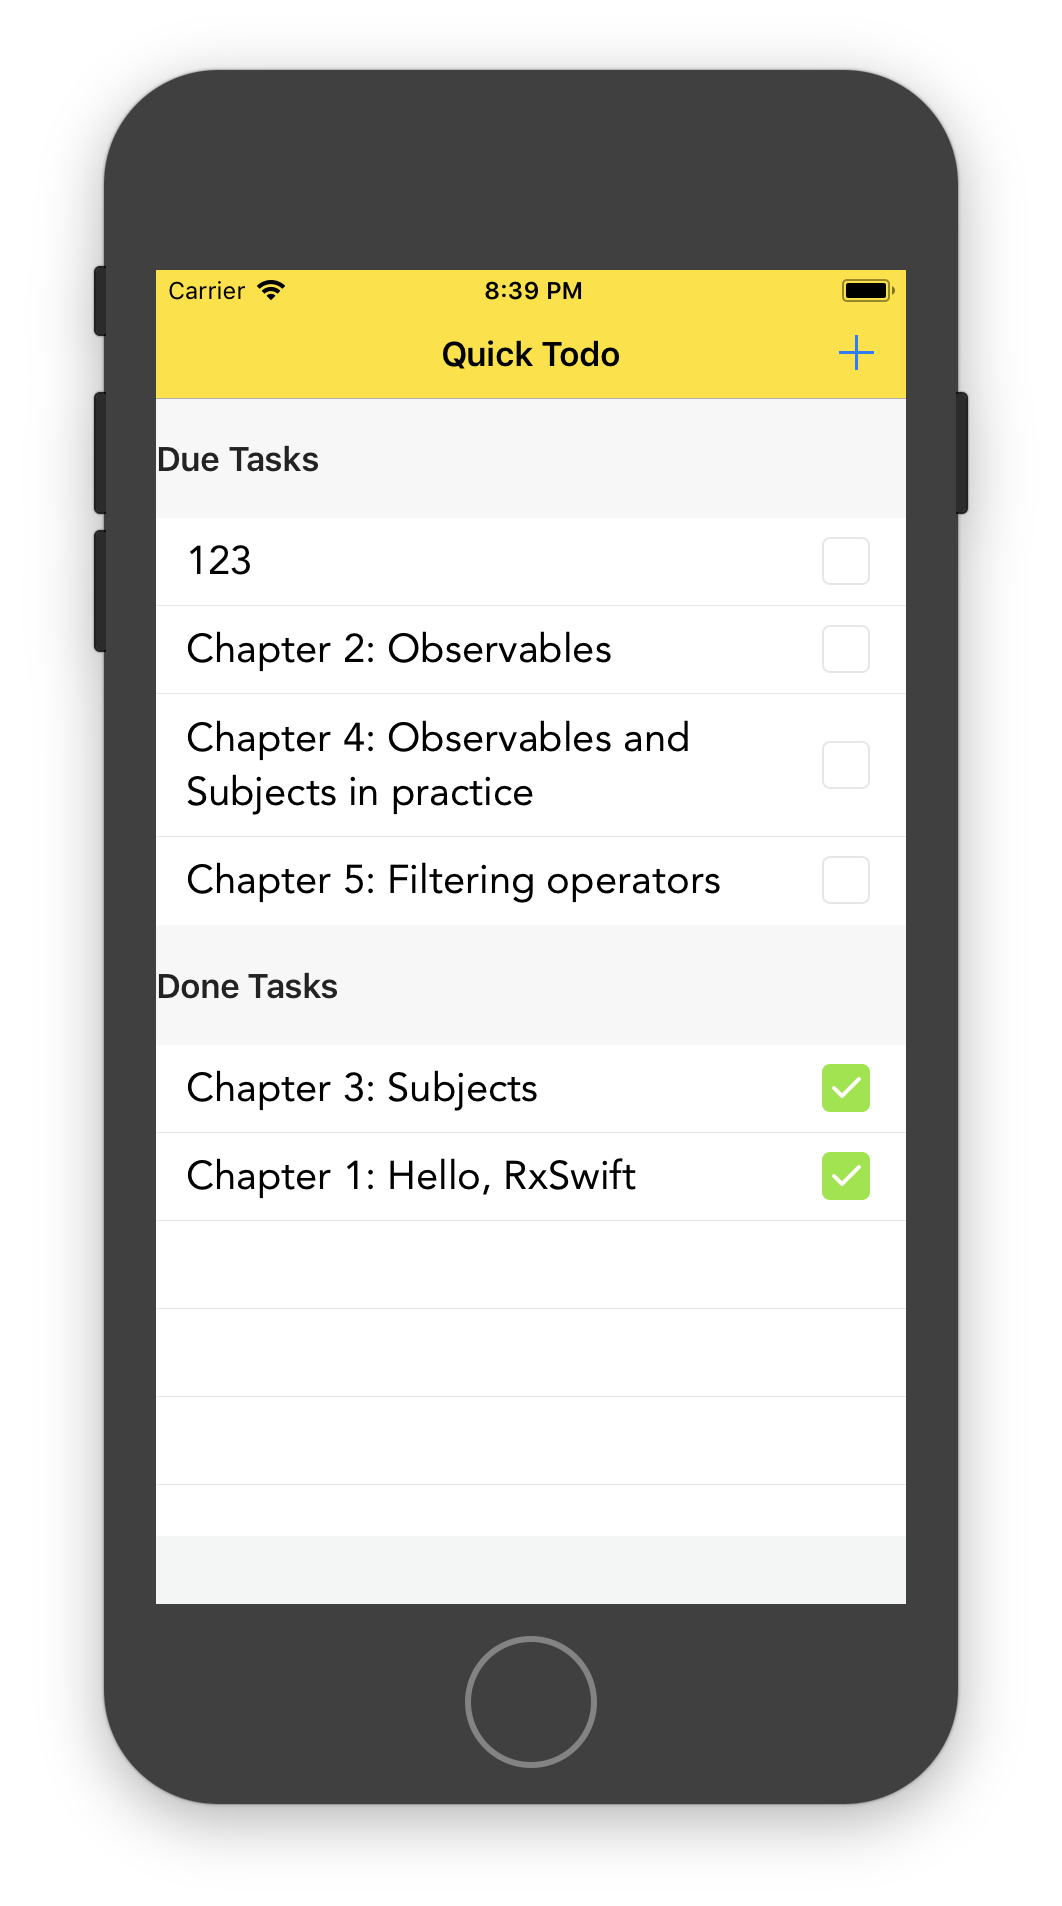 Carrier
8:39 PM
Quick Todo
Due Tasks
123
Chapter 2: Observables
Chapter 4: Observables and
Subjects in practice
Chapter 5: Filtering operators
Done Tasks
Chapter 3: Subjects
Chapter 1: Hello, RxSwift